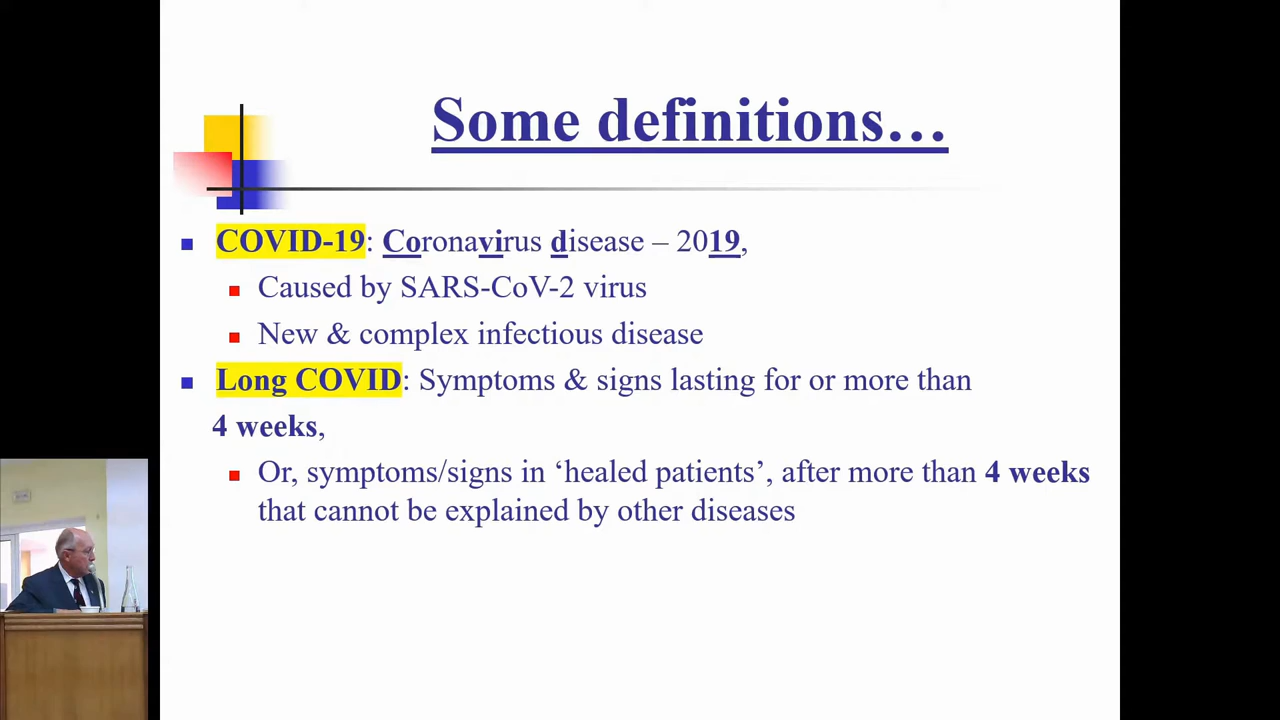 Some definitions…
COVID-19: Coronavirus disease – 2019,
Caused by SARS-CoV-2 virus
New & complex infectious disease
Long COVID: Symptoms & signs lasting for or more than
4 weeks,
Or, symptoms/signs in ‘healed patients’, after more than 4 weeks
that cannot be explained by other diseases